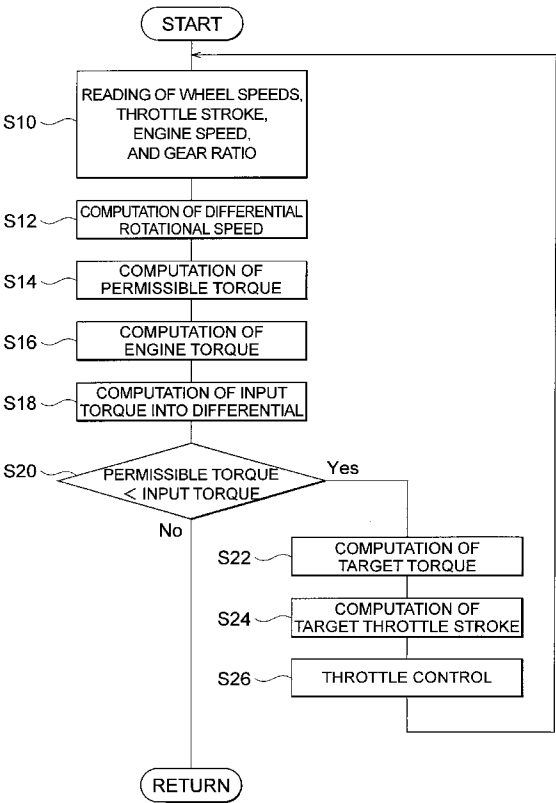 START
S10
READING OF WHEEL SPEEDS,
THROTTLE STROKE,
ENGINE SPEED,
AND GEAR RATIO
S12
COMPUTATION OF DIFFERENTIAL
ROTATIONAL SPEED
S14
COMPUTATION OF
PERMISSIBLE TORQUE
S16
COMPUTATION OF
ENGINE TORQUE
S18
COMPUTATION OF INPUT
TORQUE INTO DIFFERENTIAL
S20
PERMISSIBLE TORQUE
< INPUT TORQUE
Yes
No
S22
COMPUTATION OF
TARGET TORQUE
S24
COMPUTATION OF
TARGET THROTTLE STROKE
S26
THROTTLE CONTROL
RETURN